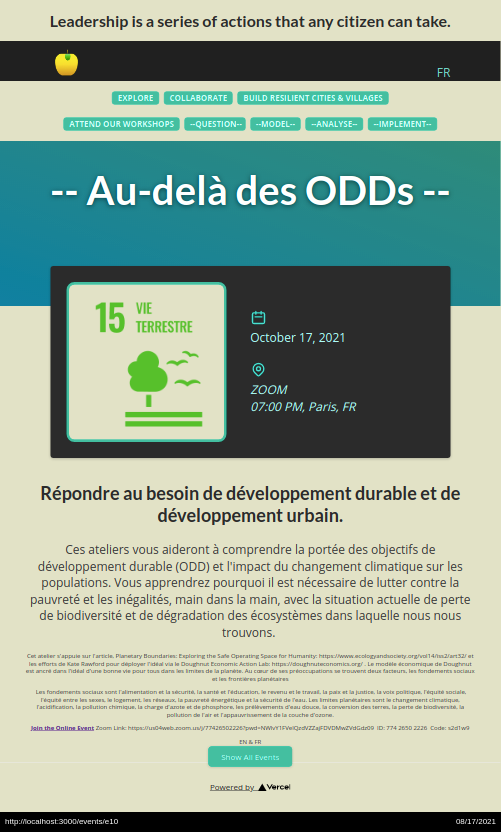 Leadership is a series of actions that any citizen can take.
FR
EXPLORE COLLABORATE BUILD RESILIENT CITIES & VILLAGES
ATTEND OUR WORKSHOPS --QUESTION-- --MODEL-- --ANALYSE-- --IMPLEMENT--
-- Au-delà des ODDs --
15 VIE
TERRESTRE
October 17, 2021
ZOOM
07:00 PM, Paris, FR
Répondre au besoin de développement durable et de
développement urbain.
Ces ateliers vous aideront à comprendre la portée des objectifs de
développement durable (ODD) et l'impact du changement climatique sur les
populations. Vous apprendrez pourquoi il est nécessaire de lutter contre la
pauvreté et les inégalités, main dans la main, avec la situation actuelle de perte
de biodiversité et de dégradation des écosystèmes dans laquelle nous nous
trouvons.
Cet atelier s'appuie sur l'article, Planetary Boundaries: Exploring the Safe Operating Space for Humanity: https://www.ecologyandsociety.org/vol14/iss2/art32/ et
les efforts de Kate Raword pour déployer l'idéal via le Doughnut Economic Action Lab: https://doughnuteconomics.org/ . Le modèle économique de Doughnut
est ancré dans l'idéal d'une bonne vie pour tous dans les limites de la planète. Au cœur de ses préoccupations se trouvent deux facteurs, les fondements sociaux
et les frontières planétaires
Les fondements sociaux sont l'alimentation et la sécurité, la santé et l'éducation, le revenu et le travail, la paix et la justice, la voix politique, l'équité sociale,
l'équité entre les sexes, le logement, les réseaux, la pauvreté énergétique et la sécurité de l'eau. Les limites planétaires sont le changement climatique,
l'acidification, la pollution chimique, la charge d'azote et de phosphore, les prélèvements d'eau douce, la conversion des terres, la perte de biodiversité, la
pollution de l'air et l'appauvrissement de la couche d'ozone.
Join the Online Event Zoom Link: ID: 774 2650 2226 Code: s2d1w9
EN & FR
Show All Events
Powered by Vercel
http://localhost:3000/events/e10 08/17/2021